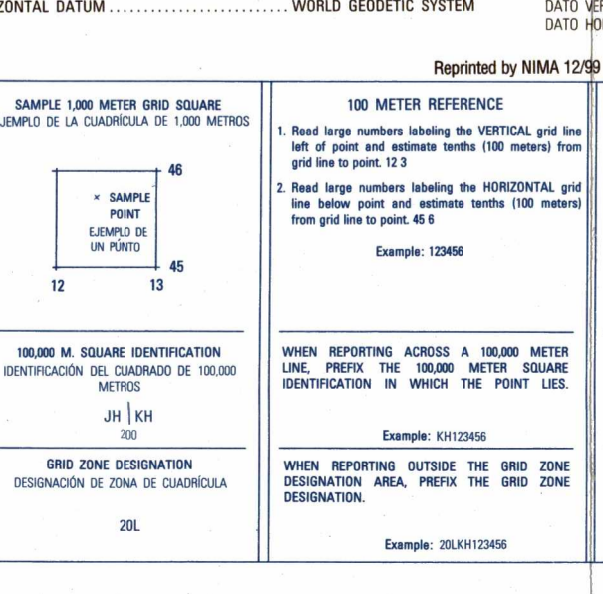 ZONTAL DATUM ............................ WORLD GEODETIC SYSTEM
DATO VER
DATO HOR
Reprinted by NIMA 12/99
SAMPLE 1,000 METER GRID SQUARE
JEMPLO DE LA CUADRÍCULA DE 1,000 METROS
46
× SAMPLE
POINT
EJEMPLO DE
UN PÚNTO
45
12 13
100,000 M. SQUARE IDENTIFICATION
IDENTIFICACIÓN DEL CUADRADO DE 100,000
METROS
JH | KH
200
GRID ZONE DESIGNATION
DESIGNACIÓN DE ZONA DE CUADRÍCULA
20L
100 METER REFERENCE
1. Read large numbers labeling the VERTICAL grid line
left of point and estimate tenths (100 meters) from
grid line to point. 12 3
2. Read large numbers labeling the HORIZONTAL grid
line below point and estimate tenths (100 meters)
from grid line to point. 45 6
Example: 123456
WHEN REPORTING ACROSS A 100,000 METER
LINE, PREFIX THE 100,000 METER SQUARE
IDENTIFICATION IN WHICH THE POINT LIES.
Example: KH123456
WHEN REPORTING OUTSIDE THE GRID ZONE
DESIGNATION AREA, PREFIX THE GRID ZONE
DESIGNATION.
Example: 20LKH123456